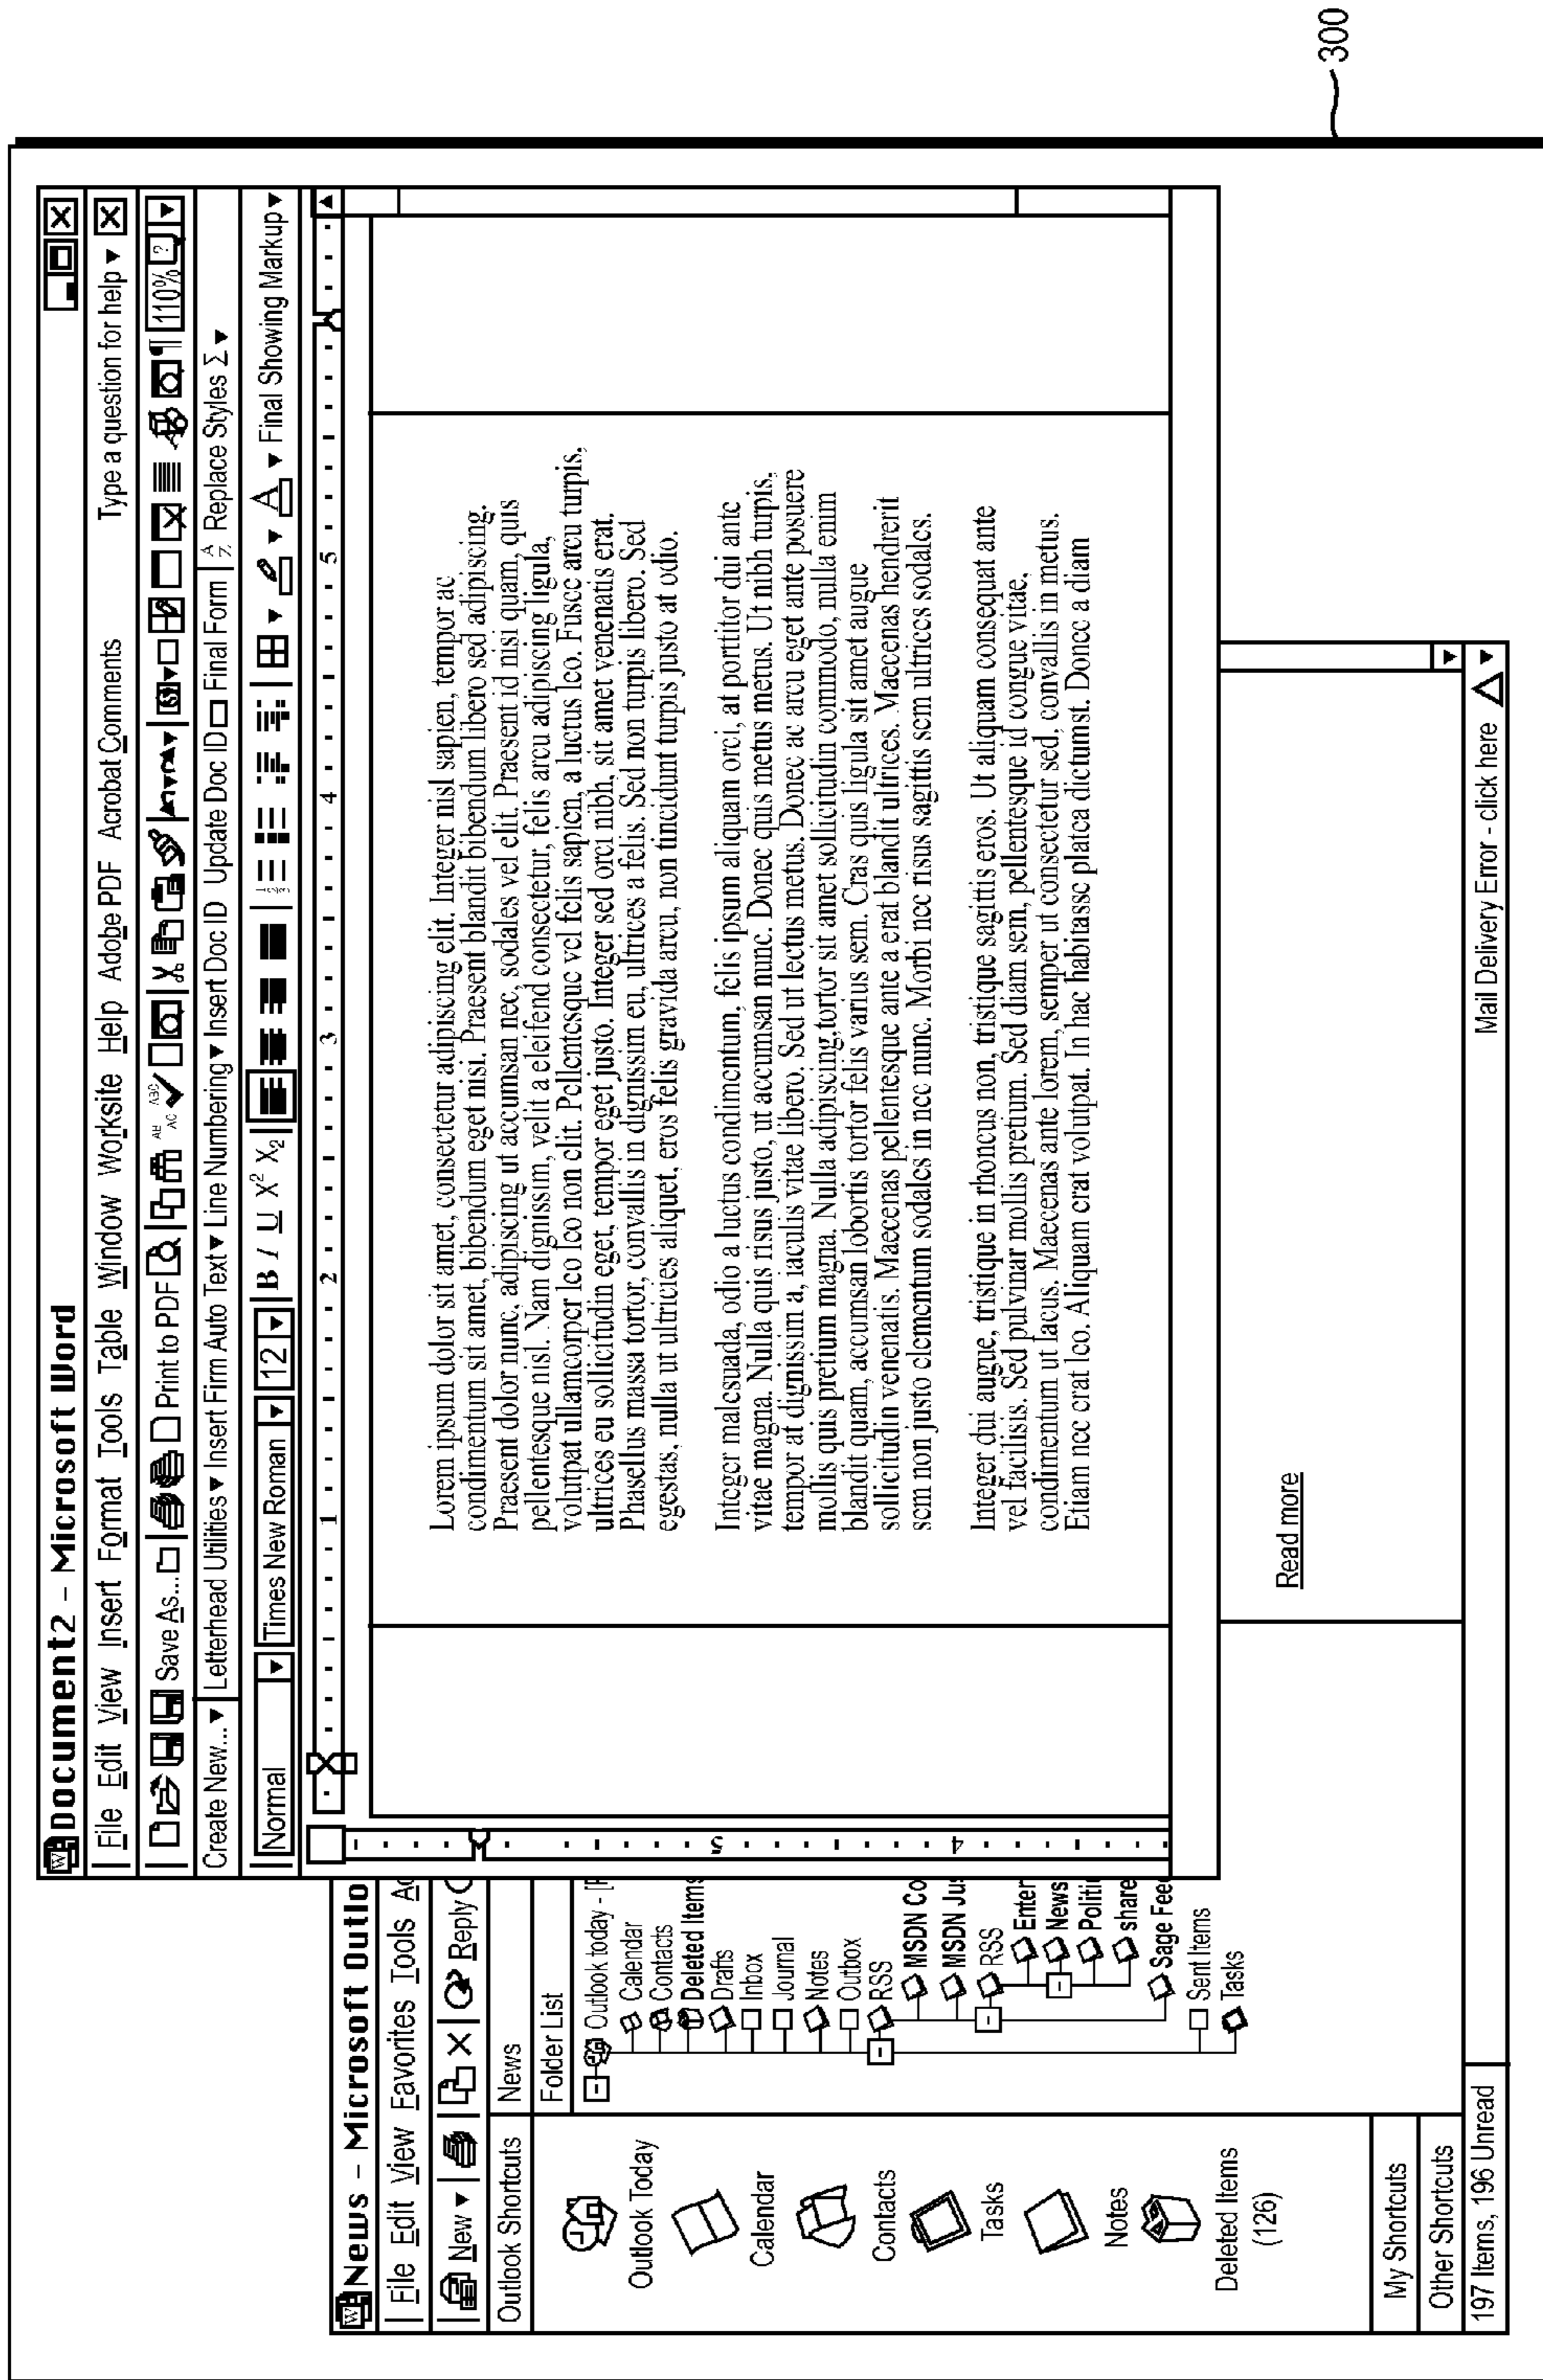 Document2 – Microsoft Word
File Edit View Insert Format Tools Table Window Worksite Help Adobe PDF Acrobat Comments Type a question for help
Save As... Print to PDF 110%
Create New... Letterhead Utilities Insert Firm Auto Text Line Numbering Insert Doc ID Update Doc ID Final Form Replace Styles Σ
Normal Times New Roman 12 B I U X² X₂ A Final Showing Markup
1 2 3 4 5
Lorem ipsum dolor sit amet, consectetur adipiscing elit. Integer nisl sapien, tempor ac
condimentum sit amet, bibendum eget nisi. Praesent blandit bibendum libero sed adipiscing.
Praesent dolor nunc, adipiscing ut accumsan nec, sodales vel elit. Praesent id nisi quam, quis
pellentesque nisl. Nam dignissim, velit a eleifend consectetur, felis arcu adipiscing ligula,
volutpat ullamcorper leo leo non elit. Pellentesque vel felis sapien, a luctus leo. Fusce arcu turpis,
ultrices eu sollicitudin eget, tempor eget justo. Integer sed orci nibh, sit amet venenatis erat.
Phasellus massa tortor, convallis in dignissim eu, ultrices a felis. Sed non turpis libero. Sed
egestas, nulla ut ultricies aliquet, eros felis gravida arcu, non tincidunt turpis justo at odio.
Integer malesuada, odio a luctus condimentum, felis ipsum aliquam orci, at porttitor dui ante
vitae magna. Nulla quis risus justo, ut accumsan nunc. Donec quis metus metus. Ut nibh turpis,
tempor at dignissim a, iaculis vitae libero. Sed ut lectus metus. Donec ac arcu eget ante posuere
mollis quis pretium magna. Nulla adipiscing,tortor sit amet sollicitudin commodo, nulla enim
blandit quam, accumsan lobortis tortor felis varius sem. Cras quis ligula sit amet augue
sollicitudin venenatis. Maecenas pellentesque ante a erat blandit ultrices. Maecenas hendrerit
sem non justo elementum sodales in nec nunc. Morbi nec risus sagittis sem ultrices sodales.
Integer dui augue, tristique in rhoncus non, tristique sagittis eros. Ut aliquam consequat ante
vel facilisis. Sed pulvinar mollis pretium. Sed diam sem, pellentesque id congue vitae,
condimentum ut lacus. Maecenas ante lorem, semper ut consectetur sed, convallis in metus.
Etiam nec erat leo. Aliquam erat volutpat. In hac habitasse platea dictumst. Donec a diam
News – Microsoft Outlo
File Edit View Favorites Tools Ac
New Reply
Outlook Shortcuts News
Folder List
Outlook Today
Calendar
Contacts
Tasks
Notes
Deleted Items
(126)
My Shortcuts
Other Shortcuts
Outlook today - [P
Calendar
Contacts
Deleted Items
Drafts
Inbox
Journal
Notes
Outbox
RSS
MSDN Co
MSDN Jus
RSS
Enter
News
Politi
share
Sage Fee
Sent Items
Tasks
Read more
197 Items, 196 Unread Mail Delivery Error - click here
300